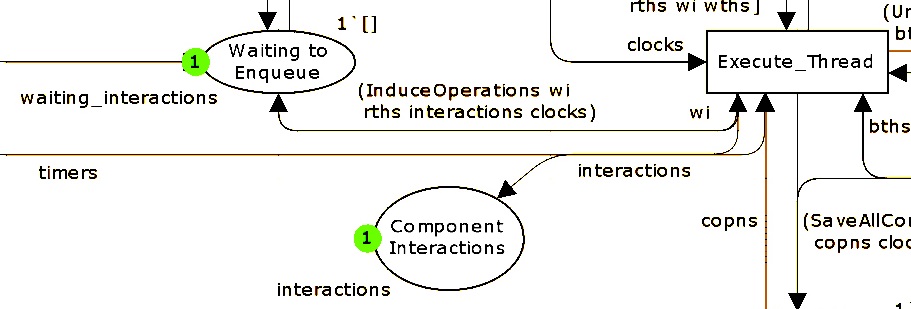 rths wi wths]
1`[]
(Un
bt
Waiting to
Enqueue
1
clocks
Execute_Thread
waiting_interactions
(InduceOperations wi
rths interactions clocks)
wi
bths
timers
interactions
Component
Interactions
1
copns
(SaveAllCo
copns cloc
interactions